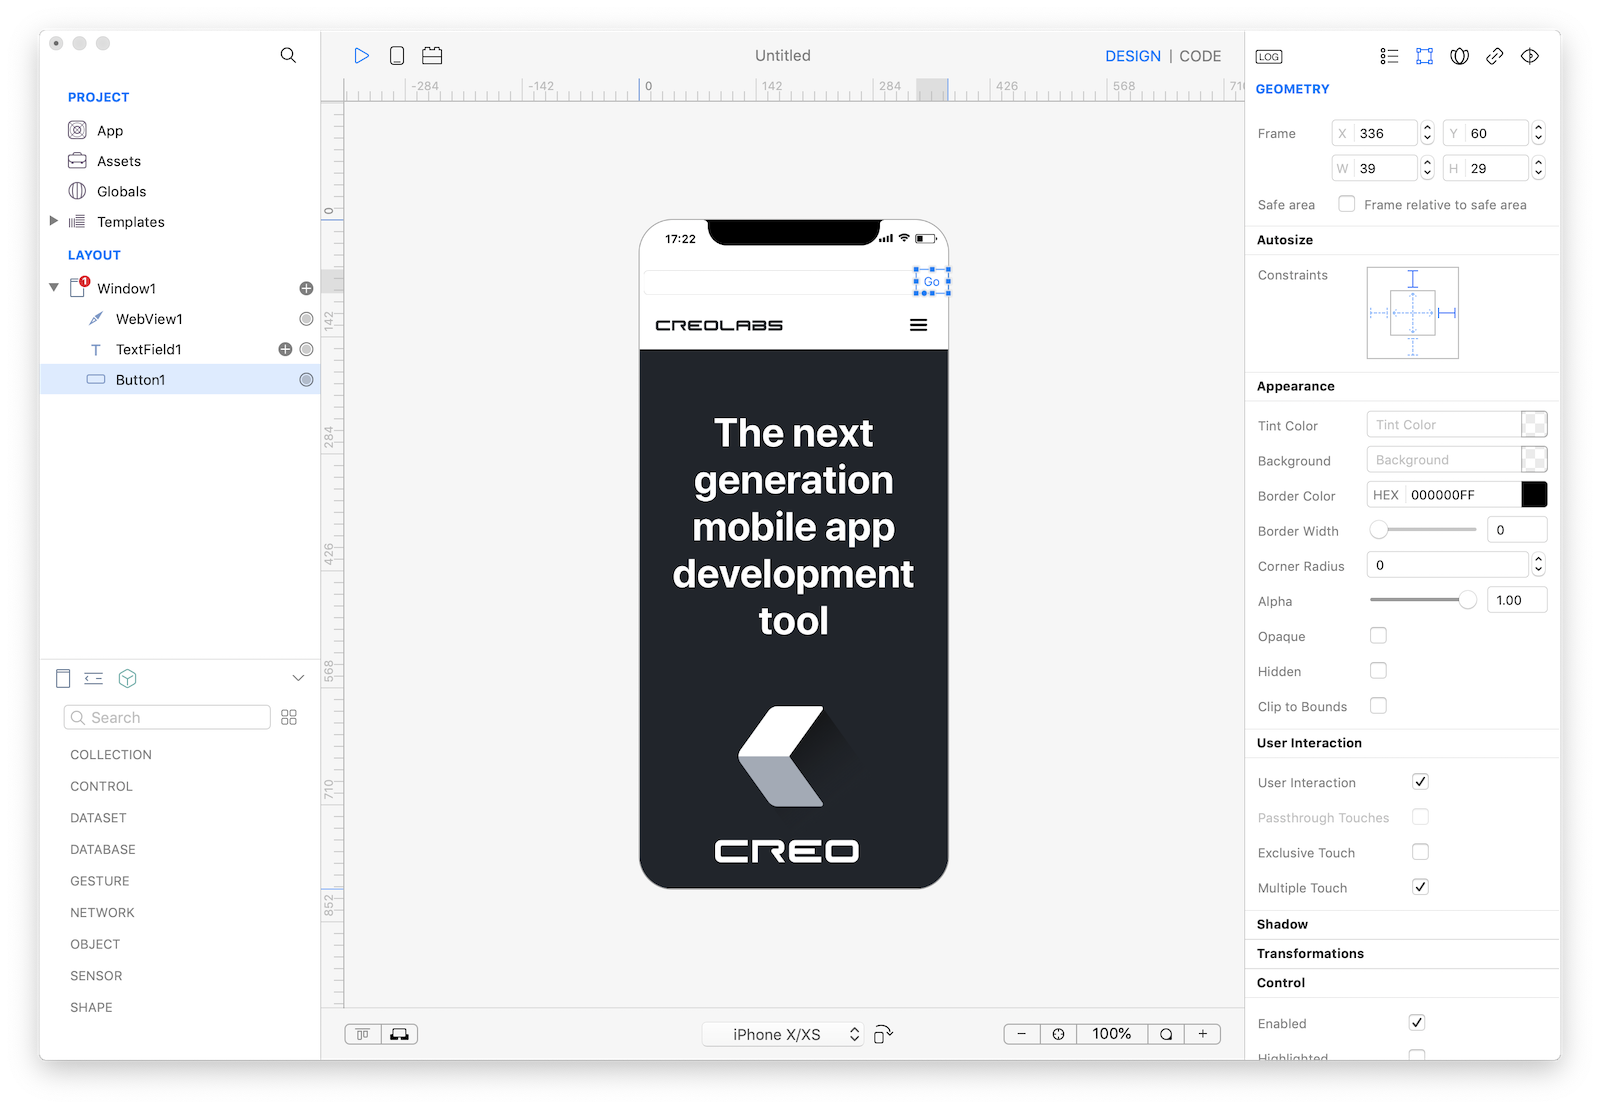 Untitled
DESIGN | CODE
LOG
PROJECT
App
Assets
Globals
Templates
LAYOUT
1
Window1
WebView1
T TextField1
Button1
Search
COLLECTION
CONTROL
DATASET
DATABASE
GESTURE
NETWORK
OBJECT
SENSOR
SHAPE
-284
-142
0
142
284
426
568
710
0
142
284
426
568
710
852
17:22
Go
CREOLABS
The next
generation
mobile app
development
tool
CREO
iPhone X/XS
− 100% +
GEOMETRY
Frame X 336 Y 60
W 39 H 29
Safe area Frame relative to safe area
Autosize
Constraints
Appearance
Tint Color Tint Color
Background Background
Border Color HEX 000000FF
Border Width 0
Corner Radius 0
Alpha 1.00
Opaque
Hidden
Clip to Bounds
User Interaction
User Interaction
Passthrough Touches
Exclusive Touch
Multiple Touch
Shadow
Transformations
Control
Enabled
Highlighted